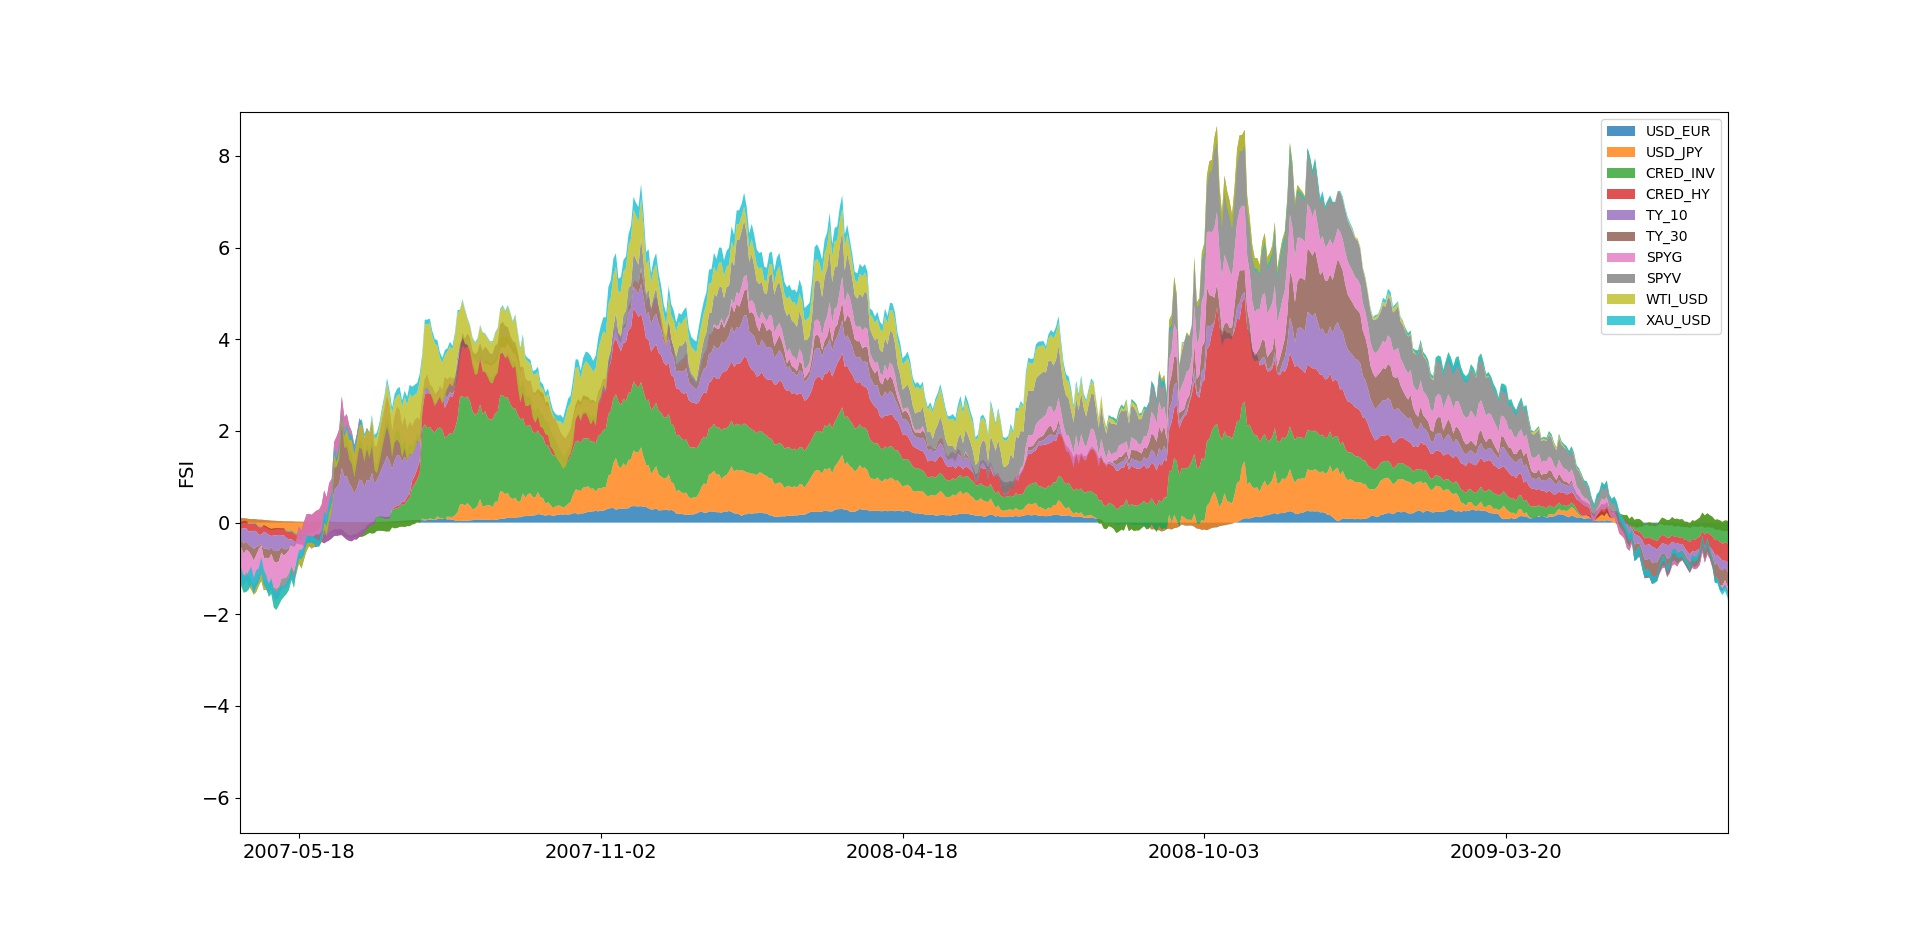 USD_EUR
USD_JPY
CRED_INV
CRED_HY
TY_10
TY_30
SPYG
SPYV
WTI_USD
XAU_USD
FSI
8
6
4
2
0
−2
−4
−6
2007-05-18
2007-11-02
2008-04-18
2008-10-03
2009-03-20